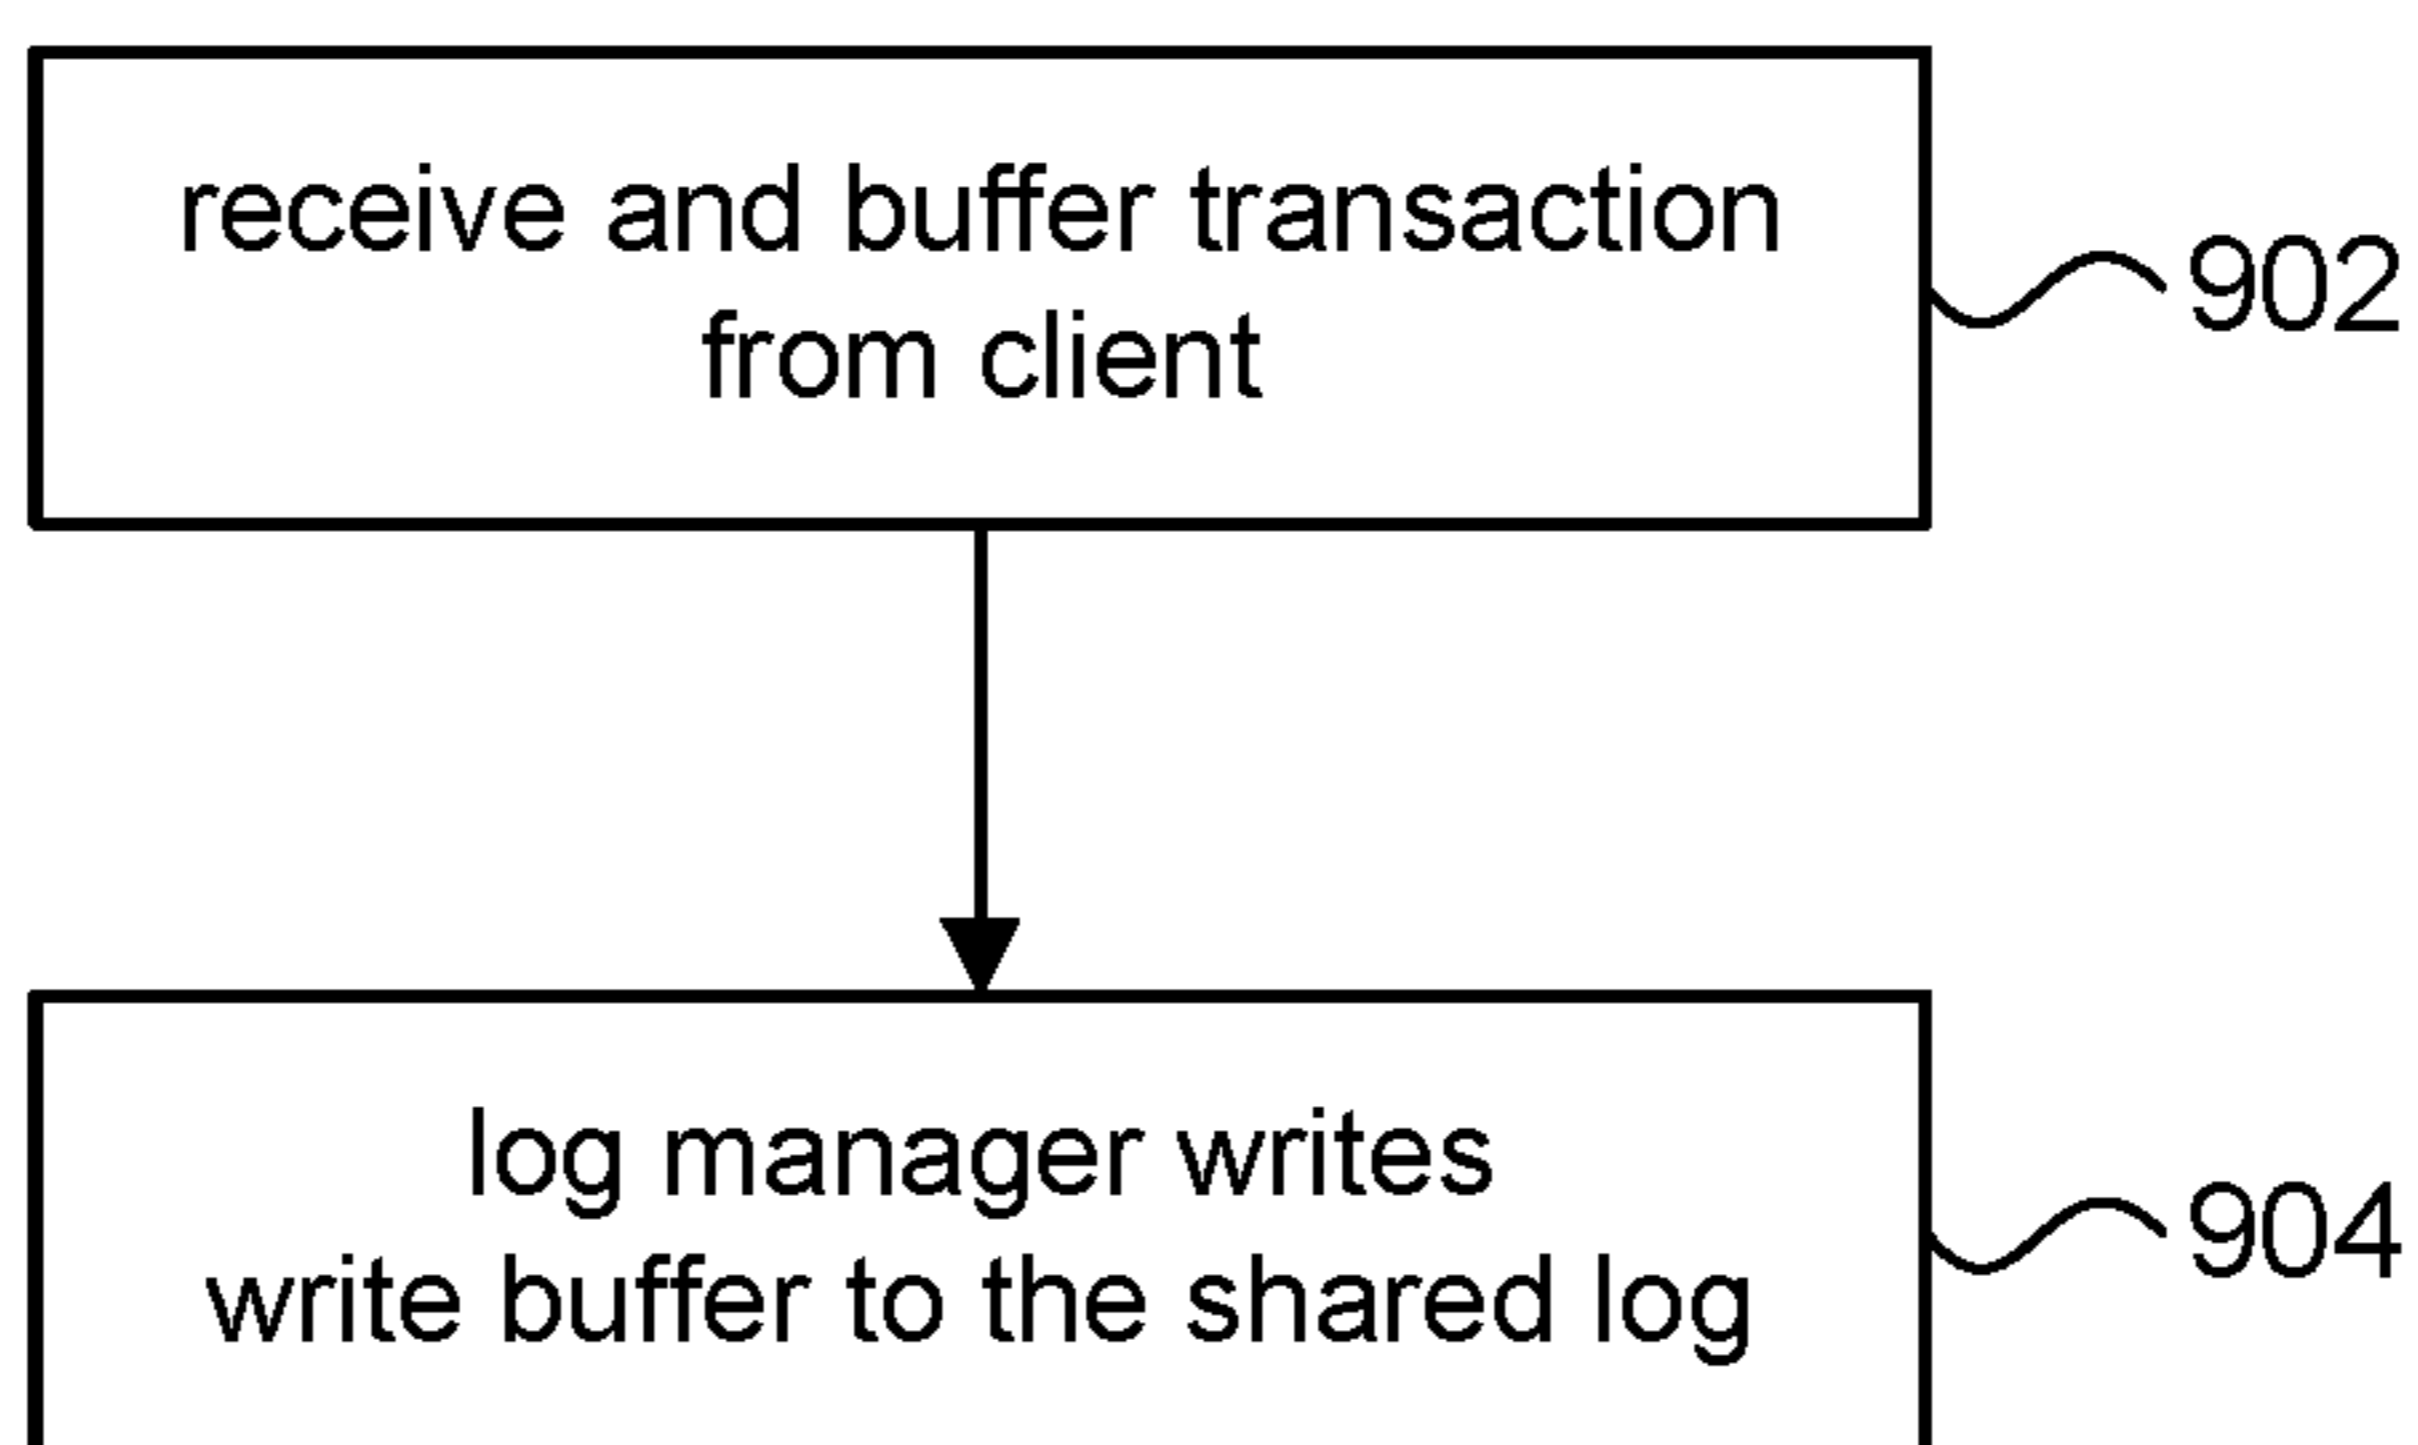 receive and buffer transaction
from client
902
log manager writes
write buffer to the shared log
904